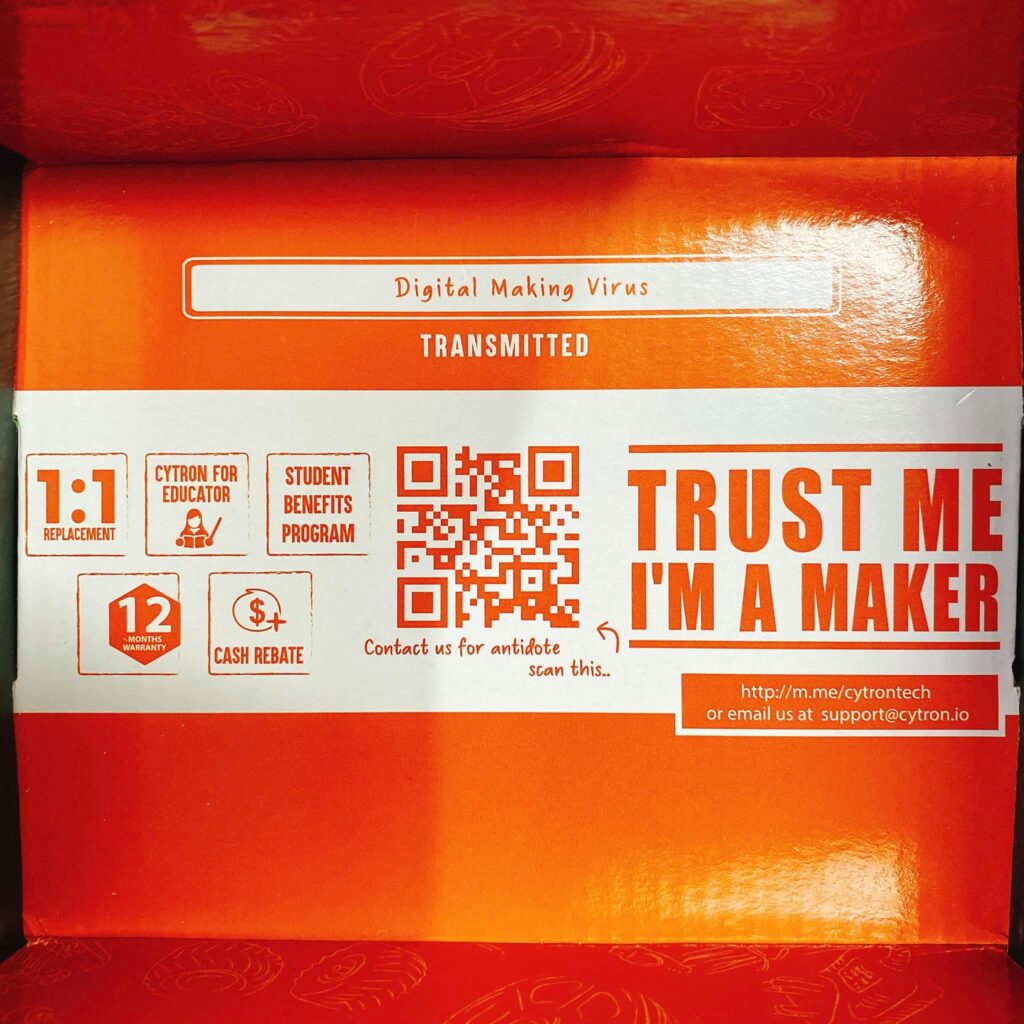 Digital Making Virus
TRANSMITTED
1:1
REPLACEMENT
CYTRON FOR
EDUCATOR
STUDENT
BENEFITS
PROGRAM
12
MONTHS
WARRANTY
$+
CASH REBATE
Contact us for antidote
scan this..
TRUST ME
I'M A MAKER
http://m.me/cytrontech
or email us at support@cytron.io